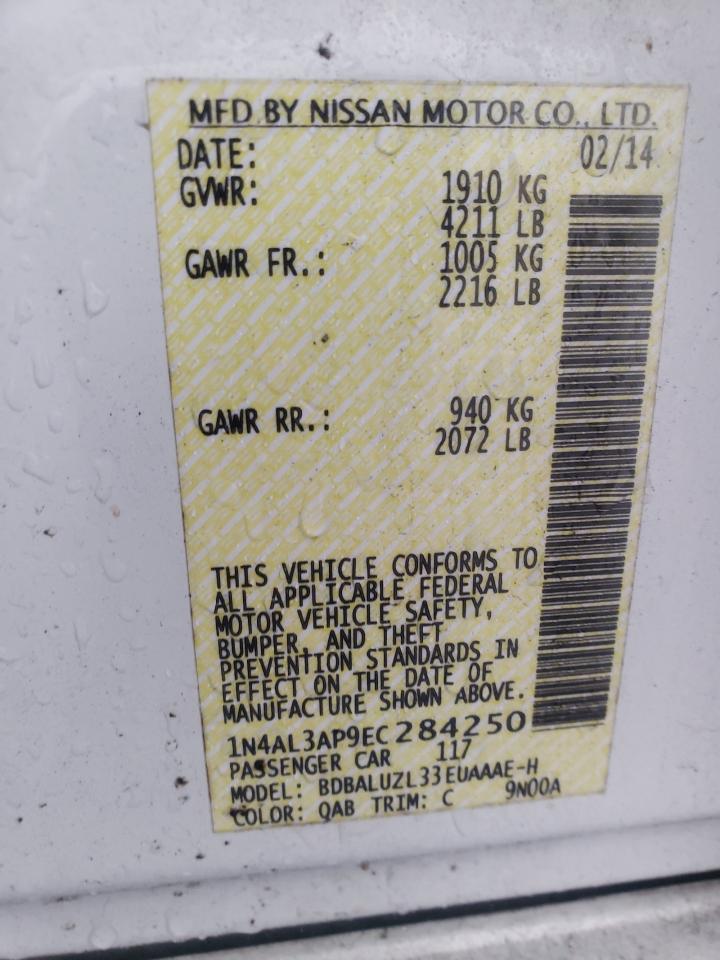 MFD BY NISSAN MOTOR CO., LTD.
DATE: 02/14
GVWR: 1910 KG
4211 LB
GAWR FR.: 1005 KG
2216 LB
GAWR RR.: 940 KG
2072 LB
THIS VEHICLE CONFORMS TO
ALL APPLICABLE FEDERAL
MOTOR VEHICLE SAFETY,
BUMPER, AND THEFT
PREVENTION STANDARDS IN
EFFECT ON THE DATE OF
MANUFACTURE SHOWN ABOVE.
1N4AL3AP9EC284250
PASSENGER CAR 117
MODEL: BDBALUZL33EUAAAE-H
COLOR: QAB TRIM: C 9N00A